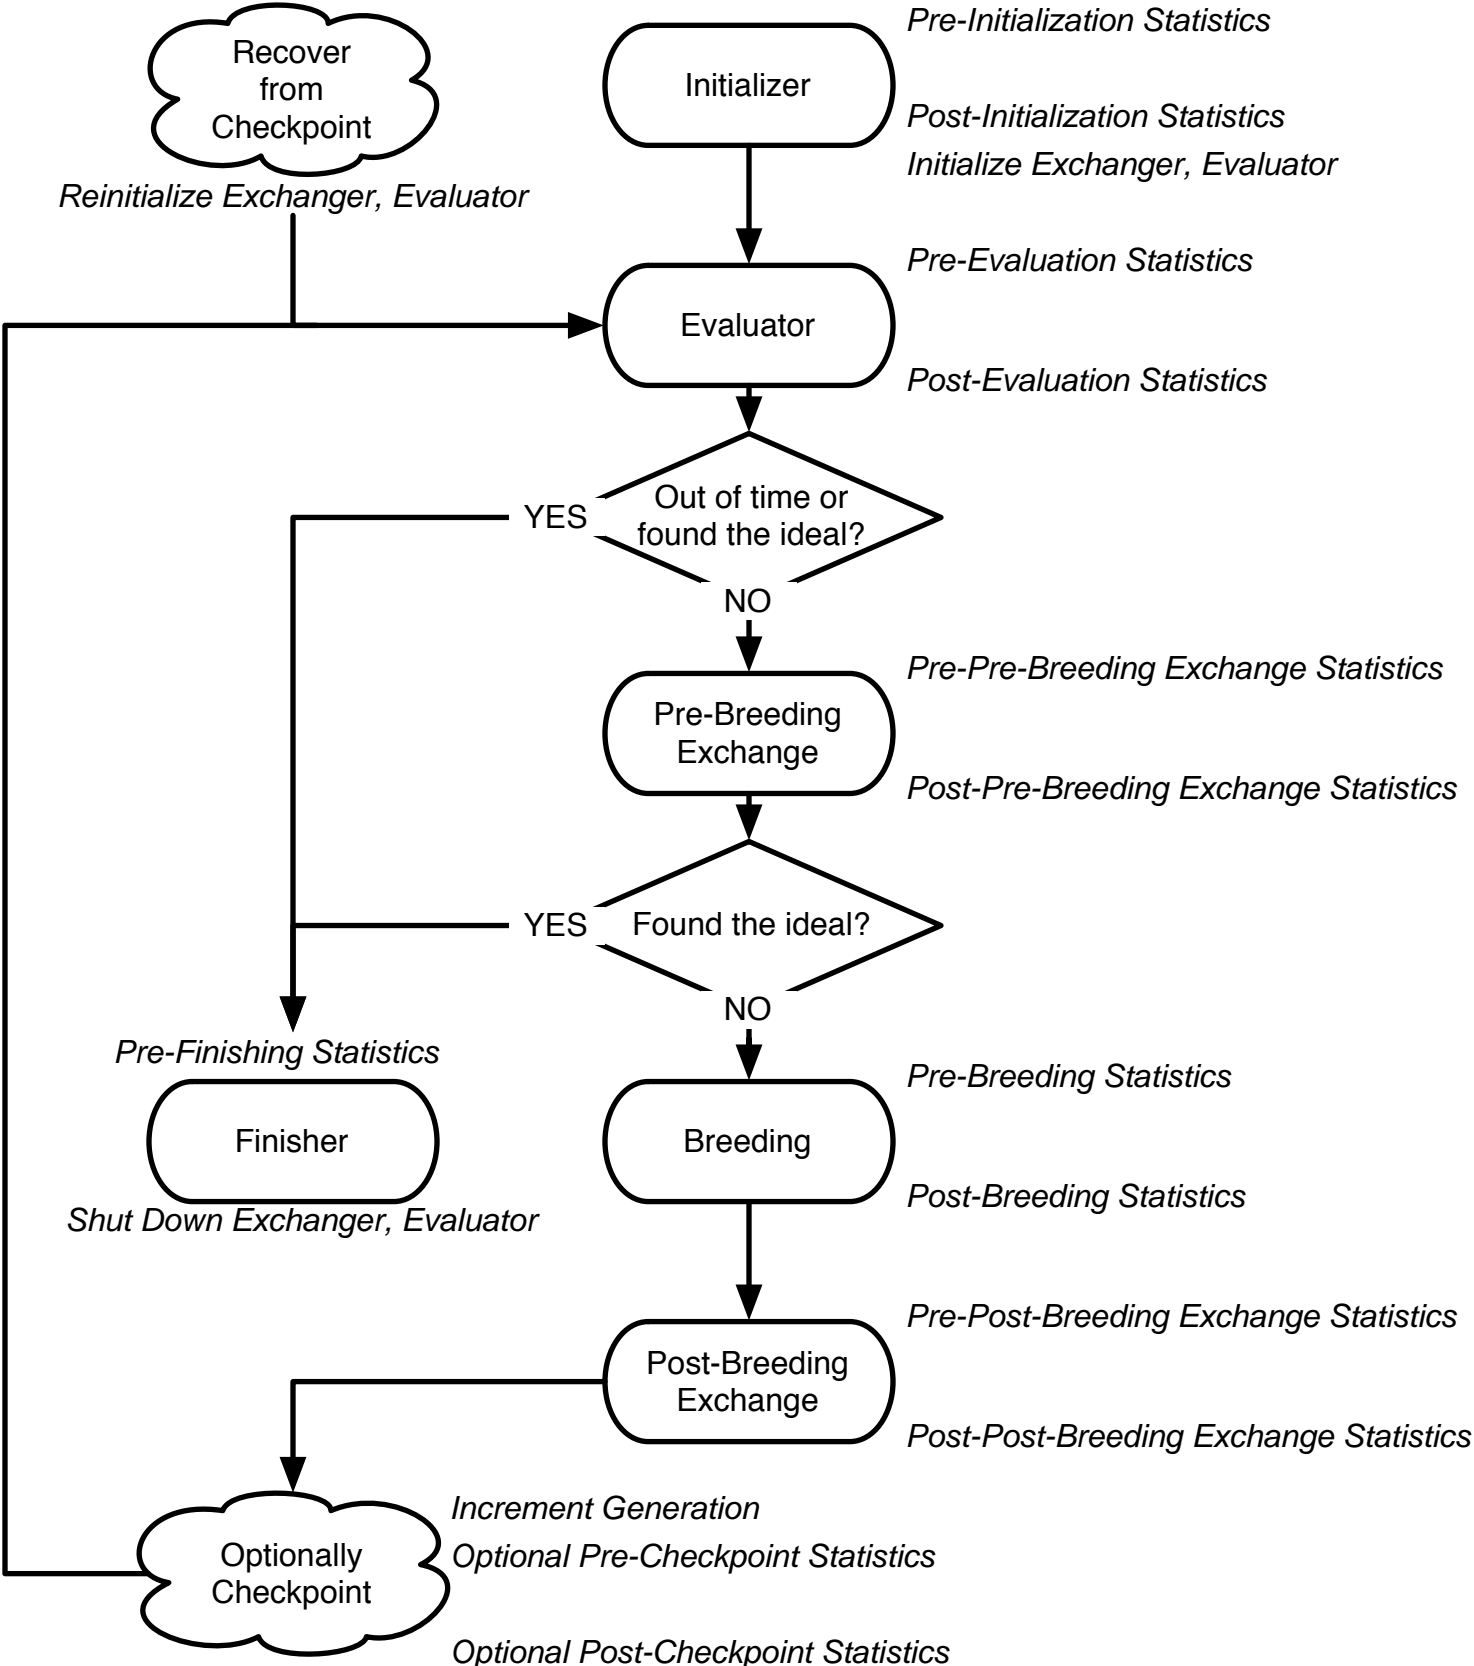 Recover
from
Checkpoint
Reinitialize Exchanger, Evaluator
Initializer
Pre-Initialization Statistics
Post-Initialization Statistics
Initialize Exchanger, Evaluator
Evaluator
Pre-Evaluation Statistics
Post-Evaluation Statistics
Out of time or
found the ideal?
YES
NO
Pre-Breeding
Exchange
Pre-Pre-Breeding Exchange Statistics
Post-Pre-Breeding Exchange Statistics
Found the ideal?
YES
NO
Pre-Finishing Statistics
Finisher
Shut Down Exchanger, Evaluator
Breeding
Pre-Breeding Statistics
Post-Breeding Statistics
Post-Breeding
Exchange
Pre-Post-Breeding Exchange Statistics
Post-Post-Breeding Exchange Statistics
Optionally
Checkpoint
Increment Generation
Optional Pre-Checkpoint Statistics
Optional Post-Checkpoint Statistics